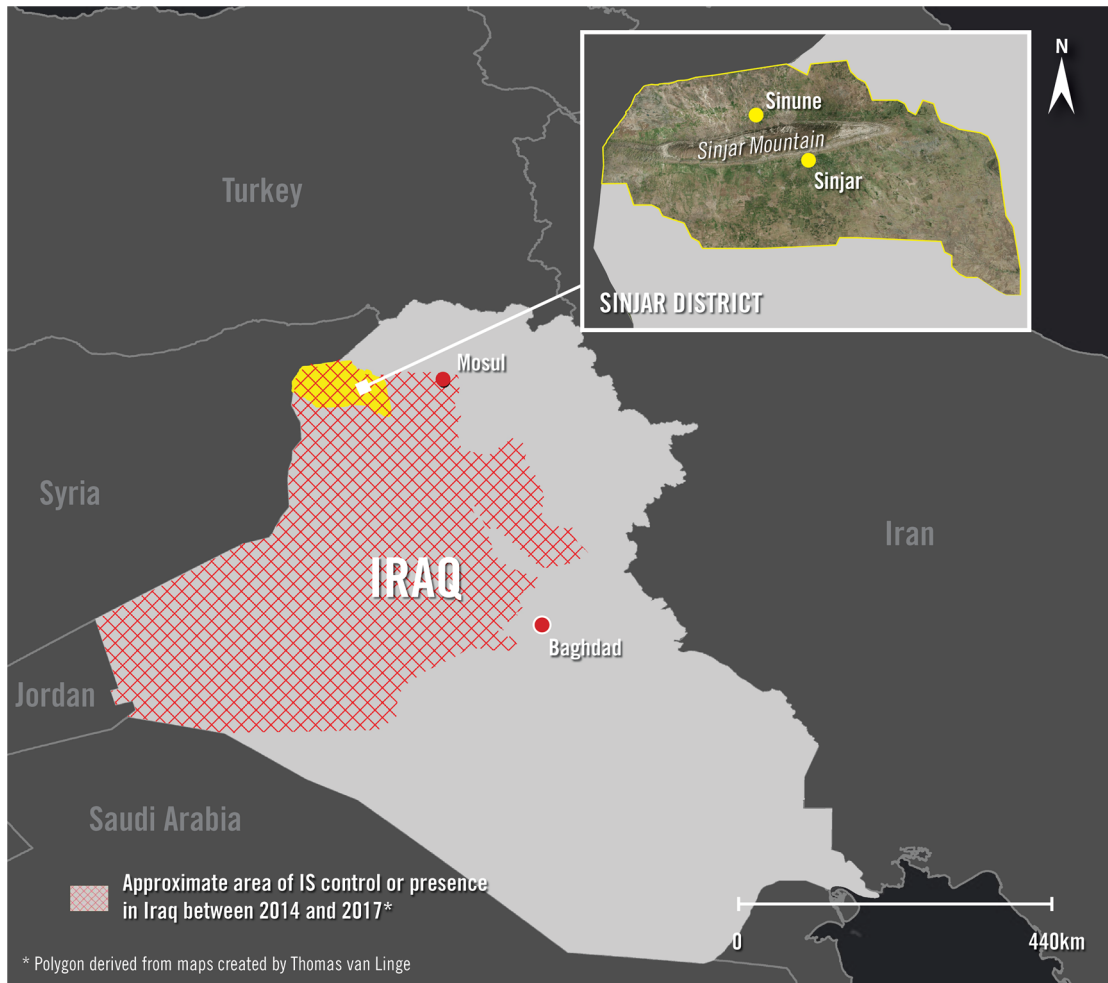 N
Sinune
Sinjar Mountain
Sinjar
SINJAR DISTRICT
Turkey
Mosul
Syria
Iran
IRAQ
Baghdad
Jordan
Saudi Arabia
Approximate area of IS control or presence
in Iraq between 2014 and 2017*
0
440km
* Polygon derived from maps created by Thomas van Linge